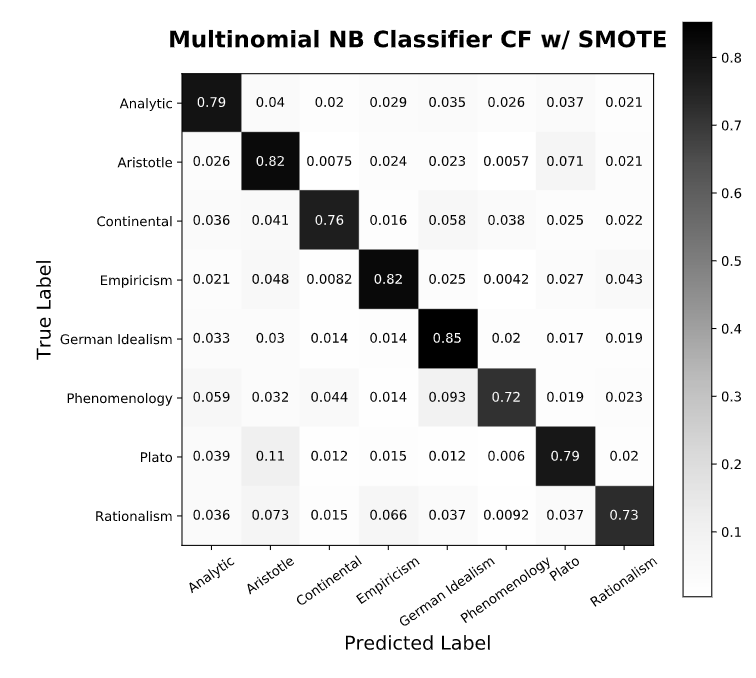 Multinomial NB Classifier CF w/ SMOTE
Analytic 0.79 0.04 0.02 0.029 0.035 0.026 0.037 0.021
Aristotle 0.026 0.82 0.0075 0.024 0.023 0.0057 0.071 0.021
Continental 0.036 0.041 0.76 0.016 0.058 0.038 0.025 0.022
Empiricism 0.021 0.048 0.0082 0.82 0.025 0.0042 0.027 0.043
German Idealism 0.033 0.03 0.014 0.014 0.85 0.02 0.017 0.019
Phenomenology 0.059 0.032 0.044 0.014 0.093 0.72 0.019 0.023
Plato 0.039 0.11 0.012 0.015 0.012 0.006 0.79 0.02
Rationalism 0.036 0.073 0.015 0.066 0.037 0.0092 0.037 0.73
True Label
Analytic Aristotle Continental Empiricism German Idealism Phenomenology Plato Rationalism
Predicted Label
0.8
0.7
0.6
0.5
0.4
0.3
0.2
0.1